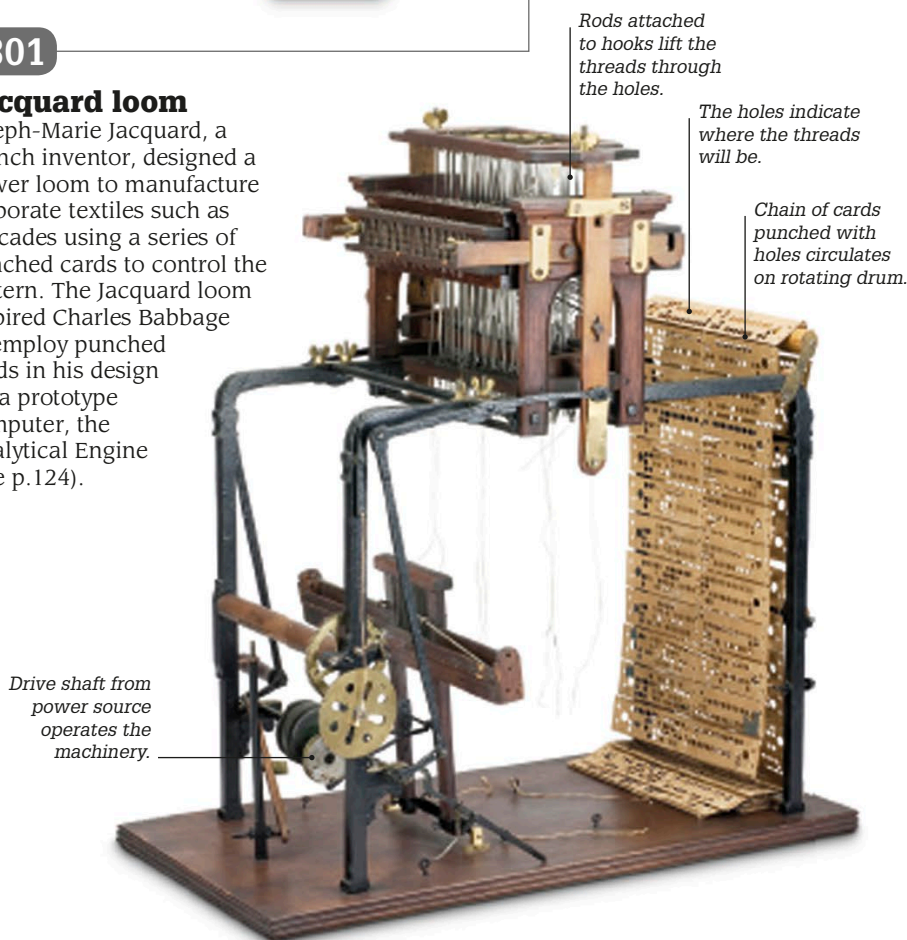 801
cquard loom
eph-Marie Jacquard, a
nch inventor, designed a
wer loom to manufacture
borate textiles such as
cades using a series of
nched cards to control the
tern. The Jacquard loom
pired Charles Babbage
employ punched
ds in his design
a prototype
mputer, the
alytical Engine
e p.124).
Rods attached
to hooks lift the
threads through
the holes.
The holes indicate
where the threads
will be.
Chain of cards
punched with
holes circulates
on rotating drum.
Drive shaft from
power source
operates the
machinery.